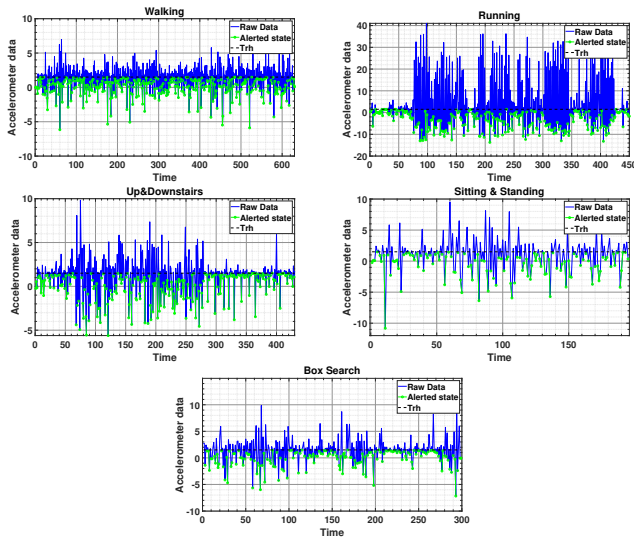 Walking
Accelerometer data
10
5
0
-5
-10
0 100 200 300 400 500 600
Time
Raw Data
Alerted state
Trh
Running
Accelerometer data
40
30
20
10
0
-10
-20
0 50 100 150 200 250 300 350 400 450
Time
Raw Data
Alerted state
Trh
Up&Downstairs
Accelerometer data
10
5
0
-5
0 50 100 150 200 250 300 350 400
Time
Raw Data
Alerted state
Trh
Sitting & Standing
Accelerometer data
10
5
0
-5
-10
0 50 100 150
Time
Raw Data
Alerted state
Trh
Box Search
Accelerometer data
10
5
0
-5
-10
0 50 100 150 200 250 300
Time
Raw Data
Alerted state
Trh